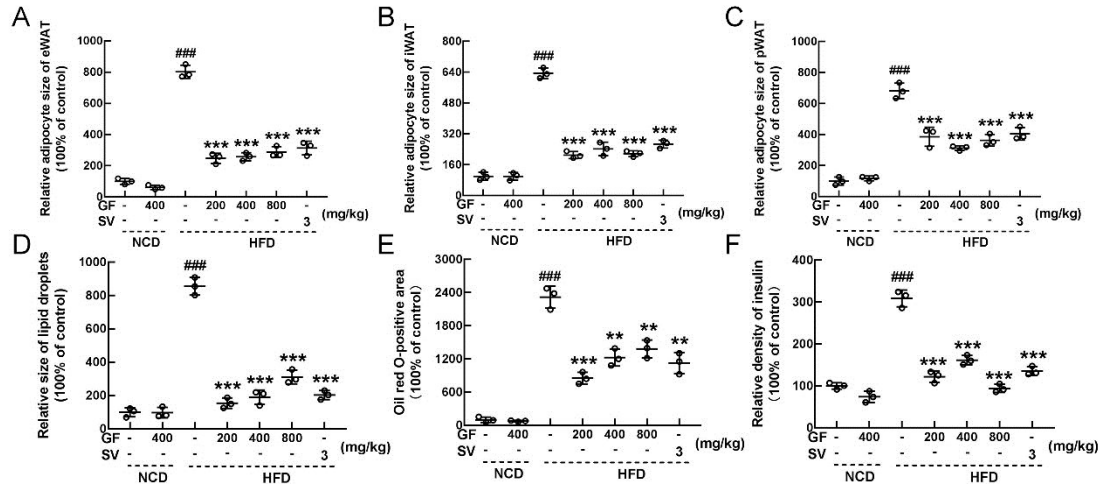 A
Relative adipocyte size of eWAT
(100% of control)
1000
800
600
400
200
0
###
***
***
***
***
GF - 400 - 200 400 800 -
SV - - - - - - 3
(mg/kg)
NCD HFD
B
Relative adipocyte size of iWAT
(100% of control)
800
640
480
320
160
0
###
***
***
***
***
GF - 400 - 200 400 800 -
SV - - - - - - 3
(mg/kg)
NCD HFD
C
Relative adipocyte size of pWAT
(100% of control)
1000
800
600
400
200
0
###
***
***
***
***
GF - 400 - 200 400 800 -
SV - - - - - - 3
(mg/kg)
NCD HFD
D
Relative size of lipid droplets
(100% of control)
1000
800
600
400
200
0
###
***
***
***
***
GF - 400 - 200 400 800 -
SV - - - - - - 3
(mg/kg)
NCD HFD
E
Oil red O-positive area
(100% of control)
3000
2400
1800
1200
600
0
###
***
**
**
**
GF - 400 - 200 400 800 -
SV - - - - - - 3
(mg/kg)
NCD HFD
F
Relative density of insulin
(100% of control)
400
300
200
100
0
###
***
***
***
***
GF - 400 - 200 400 800 -
SV - - - - - - 3
(mg/kg)
NCD HFD